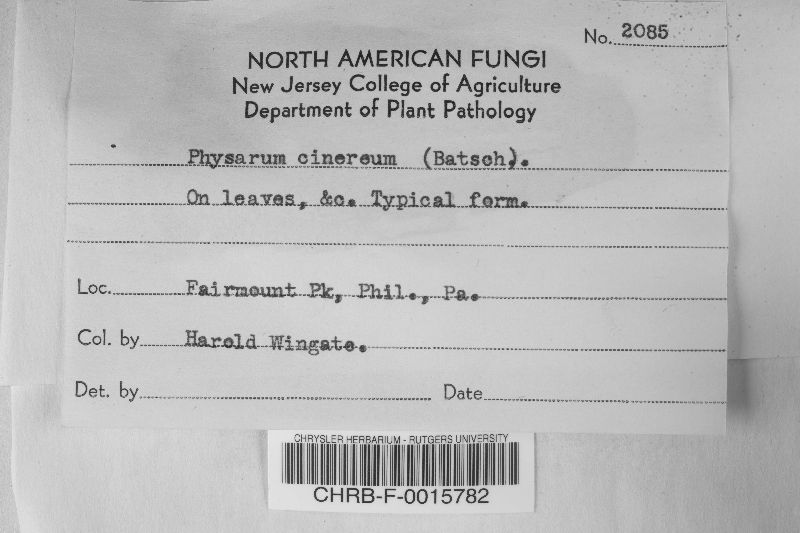 No. 2085
NORTH AMERICAN FUNGI
New Jersey College of Agriculture
Department of Plant Pathology
Physarum cinereum (Batsch).
On leaves, &c. Typical form.
Loc. Fairmount Pk, Phil., Pa.
Col. by Harold Wingate.
Det. by Date
CHRYSLER HERBARIUM - RUTGERS UNIVERSITY
CHRB-F-0015782